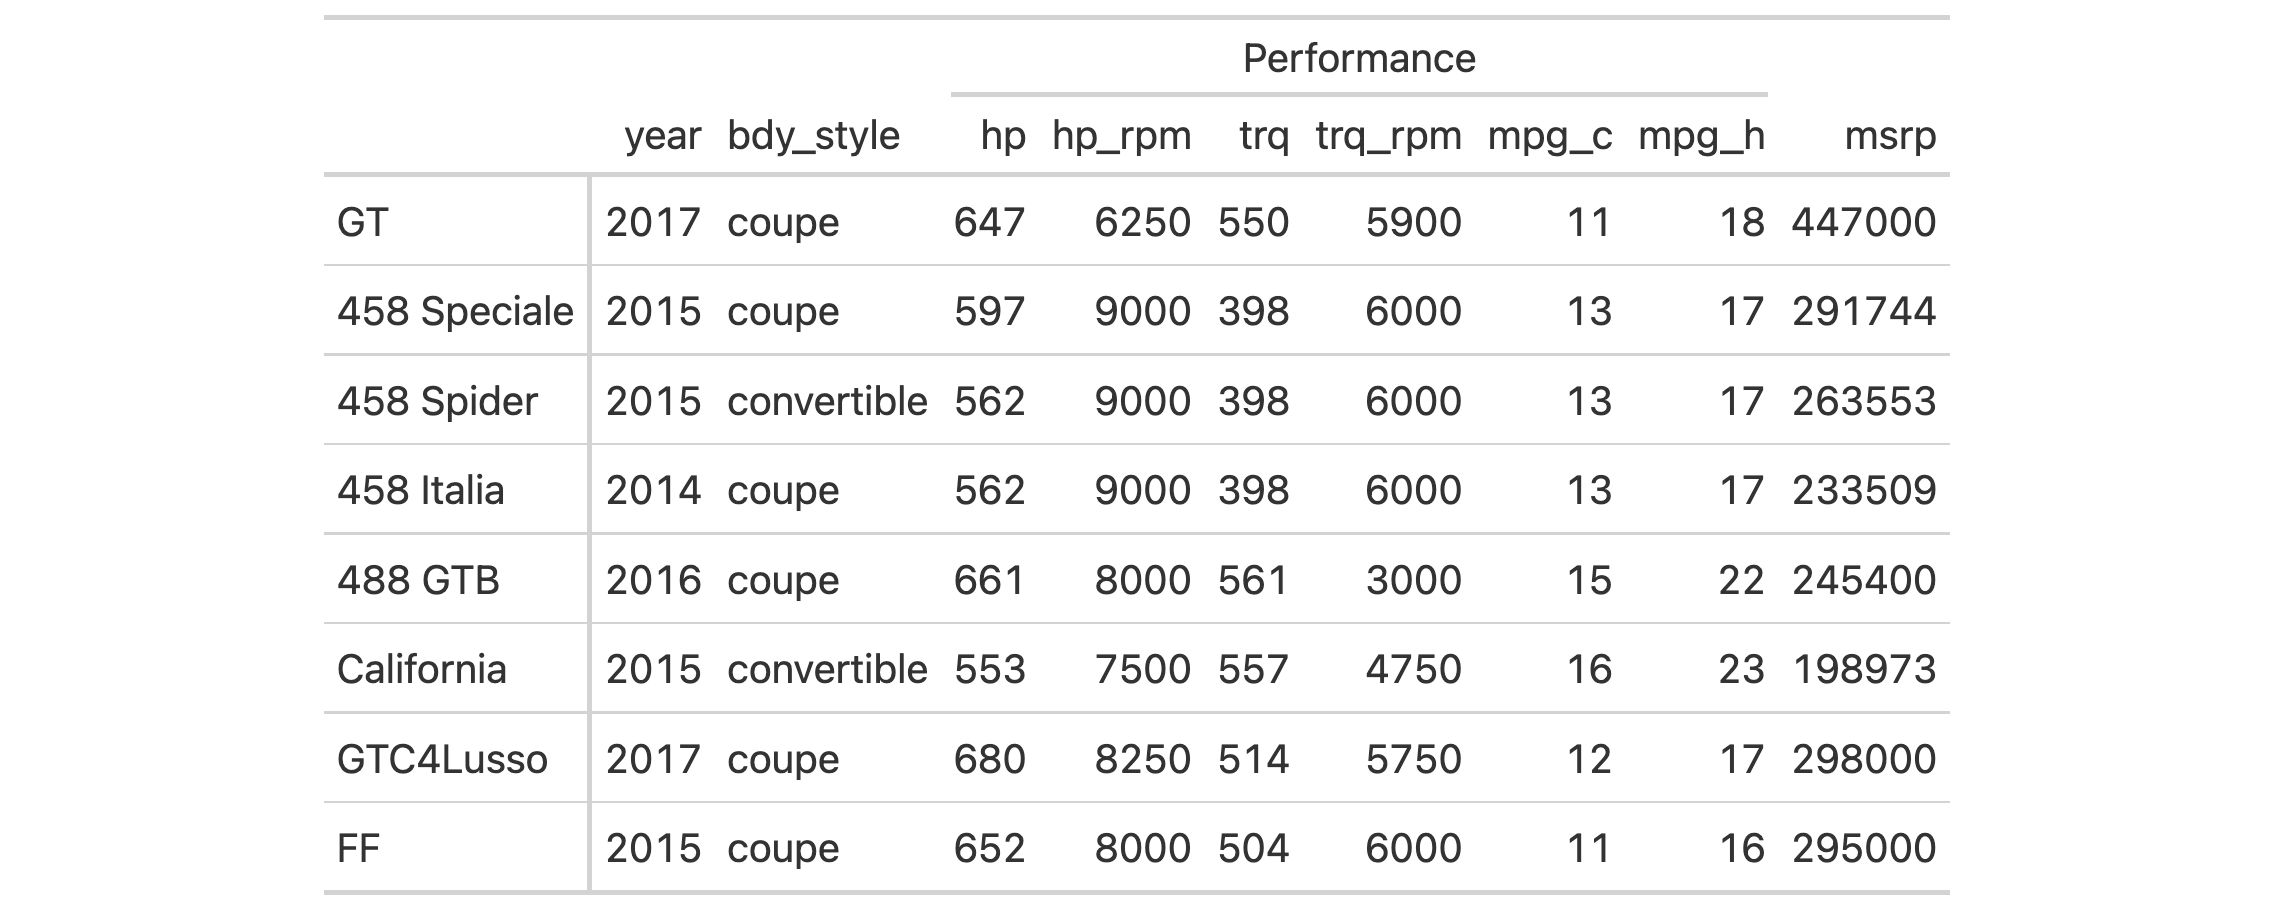 Performance
year bdy_style hp hp_rpm trq trq_rpm mpg_c mpg_h msrp
GT 2017 coupe 647 6250 550 5900 11 18 447000
458 Speciale 2015 coupe 597 9000 398 6000 13 17 291744
458 Spider 2015 convertible 562 9000 398 6000 13 17 263553
458 Italia 2014 coupe 562 9000 398 6000 13 17 233509
488 GTB 2016 coupe 661 8000 561 3000 15 22 245400
California 2015 convertible 553 7500 557 4750 16 23 198973
GTC4Lusso 2017 coupe 680 8250 514 5750 12 17 298000
FF 2015 coupe 652 8000 504 6000 11 16 295000